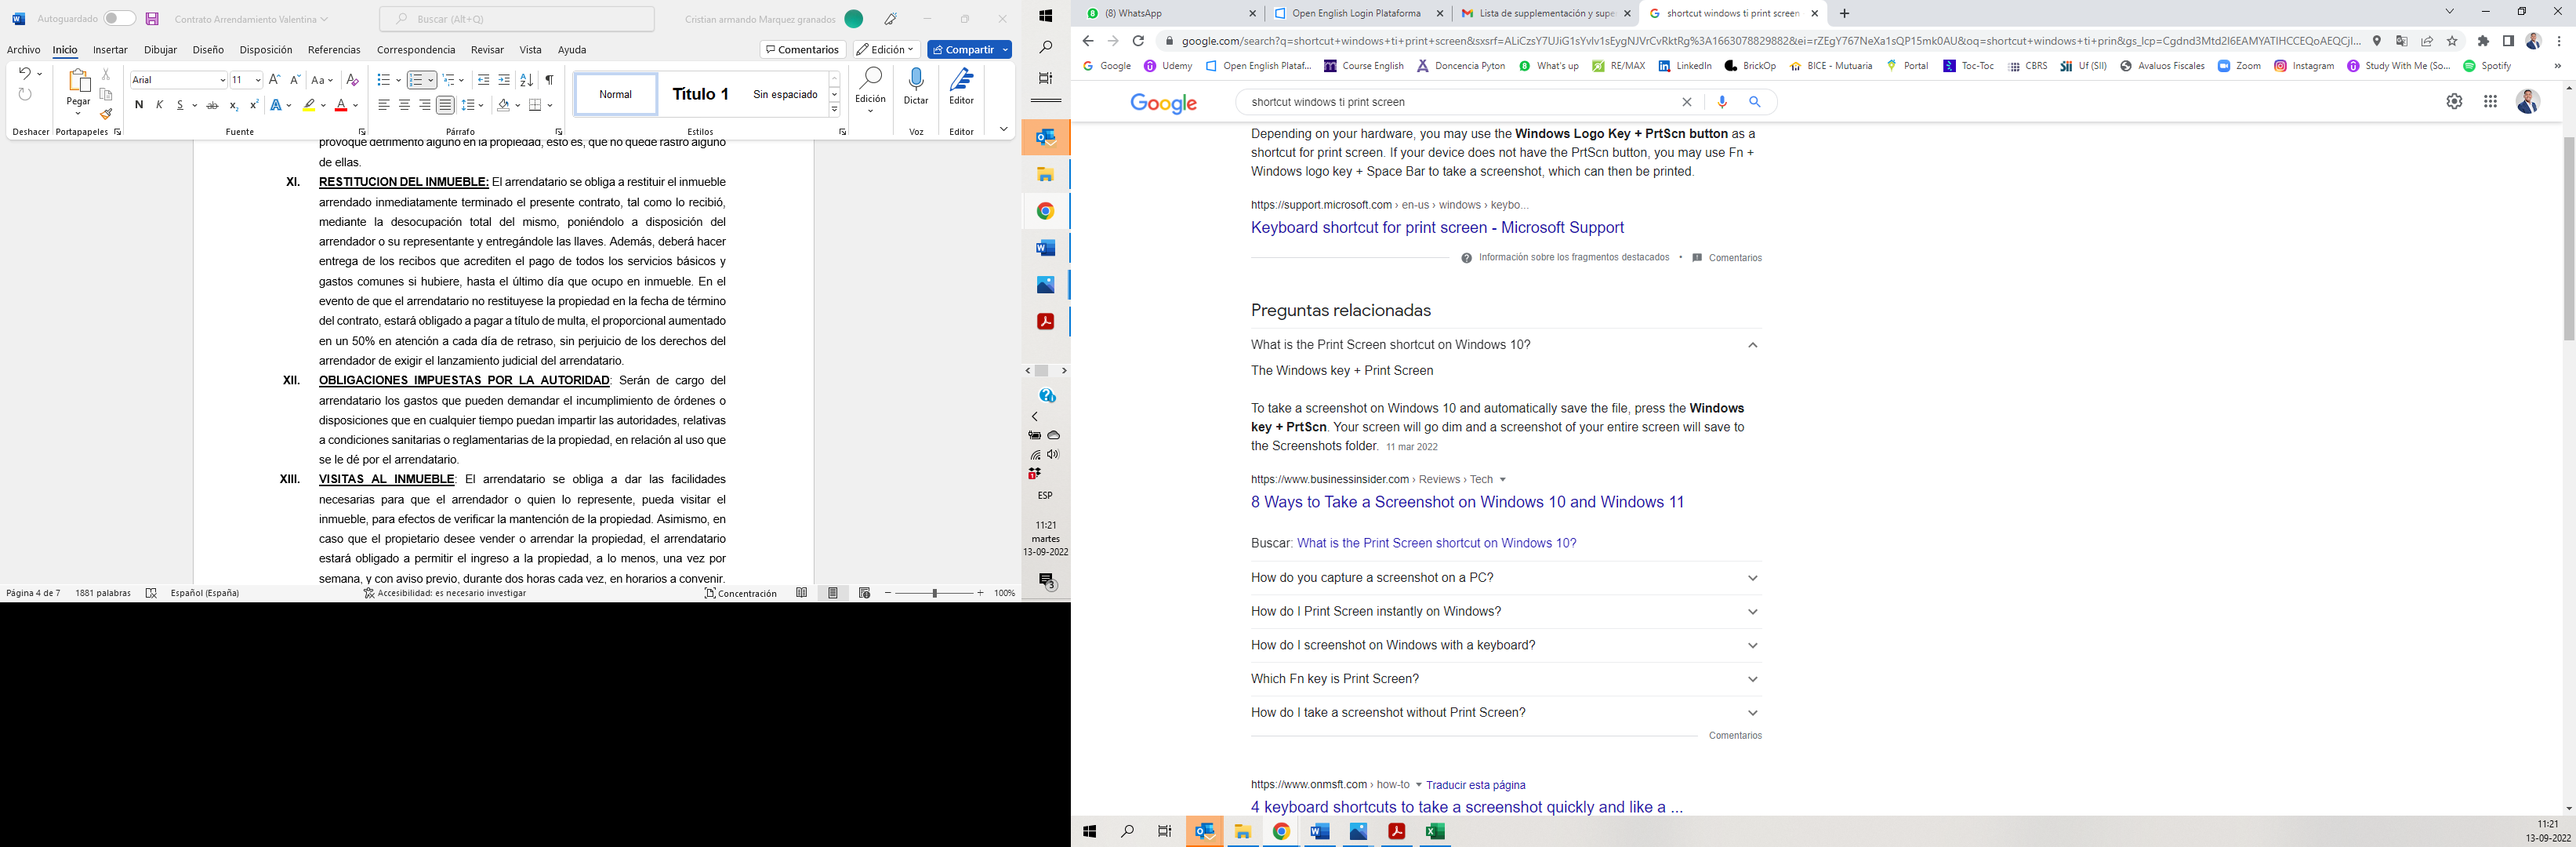 Autoguardado
Contrato Arrendamiento Valentina
Buscar (Alt+Q)
Cristian armando Marquez granados
Archivo Inicio Insertar Dibujar Diseño Disposición Referencias Correspondencia Revisar Vista Ayuda
Comentarios Edición Compartir
Pegar
Arial 11
Aa
N K S ab x₂ x² A A
Normal
Título 1
Sin espaciado
Edición
Dictar
Editor
Deshacer Portapapeles Fuente Párrafo Estilos Voz Editor
provoque detrimento alguno en la propiedad, esto es, que no quede rastro alguno
de ellas.
XI. RESTITUCION DEL INMUEBLE: El arrendatario se obliga a restituir el inmueble
arrendado inmediatamente terminado el presente contrato, tal como lo recibió,
mediante la desocupación total del mismo, poniéndolo a disposición del
arrendador o su representante y entregándole las llaves. Además, deberá hacer
entrega de los recibos que acrediten el pago de todos los servicios básicos y
gastos comunes si hubiere, hasta el último día que ocupo en inmueble. En el
evento de que el arrendatario no restituyese la propiedad en la fecha de término
del contrato, estará obligado a pagar a título de multa, el proporcional aumentado
en un 50% en atención a cada día de retraso, sin perjuicio de los derechos del
arrendador de exigir el lanzamiento judicial del arrendatario.
XII. OBLIGACIONES IMPUESTAS POR LA AUTORIDAD: Serán de cargo del
arrendatario los gastos que pueden demandar el incumplimiento de órdenes o
disposiciones que en cualquier tiempo puedan impartir las autoridades, relativas
a condiciones sanitarias o reglamentarias de la propiedad, en relación al uso que
se le dé por el arrendatario.
XIII. VISITAS AL INMUEBLE: El arrendatario se obliga a dar las facilidades
necesarias para que el arrendador o quien lo represente, pueda visitar el
inmueble, para efectos de verificar la mantención de la propiedad. Asimismo, en
caso que el propietario desee vender o arrendar la propiedad, el arrendatario
estará obligado a permitir el ingreso a la propiedad, a lo menos, una vez por
semana, y con aviso previo, durante dos horas cada vez, en horarios a convenir.
Página 4 de 7 1881 palabras Español (España) Accesibilidad: es necesario investigar Concentración 100%
ESP
11:21
martes
13-09-2022
3
(8) WhatsApp
Open English Login Plataforma
Lista de suplementación y supe
shortcut windows ti print screen
google.com/search?q=shortcut+windows+ti+print+screen
Google Udemy Open English Plataf... Course English Doncencia Pyton What's up RE/MAX LinkedIn BrickOp BICE - Mutuaria Portal Toc-Toc CBRS Uf (SII) Avaluos Fiscales Zoom Instagram Study With Me (So... Spotify
Google
shortcut windows ti print screen
Depending on your hardware, you may use the Windows Logo Key + PrtScn button as a
shortcut for print screen. If your device does not have the PrtScn button, you may use Fn +
Windows logo key + Space Bar to take a screenshot, which can then be printed.
https://support.microsoft.com › en-us › windows › keybo...
Keyboard shortcut for print screen - Microsoft Support
Información sobre los fragmentos destacados • Comentarios
Preguntas relacionadas
What is the Print Screen shortcut on Windows 10?
The Windows key + Print Screen
To take a screenshot on Windows 10 and automatically save the file, press the Windows
key + PrtScn. Your screen will go dim and a screenshot of your entire screen will save to
the Screenshots folder. 11 mar 2022
https://www.businessinsider.com › Reviews › Tech
8 Ways to Take a Screenshot on Windows 10 and Windows 11
Buscar: What is the Print Screen shortcut on Windows 10?
How do you capture a screenshot on a PC?
How do I Print Screen instantly on Windows?
How do I screenshot on Windows with a keyboard?
Which Fn key is Print Screen?
How do I take a screenshot without Print Screen?
Comentarios
https://www.onmsft.com › how-to Traducir esta página
4 keyboard shortcuts to take a screenshot quickly and like a ...
11:21
13-09-2022